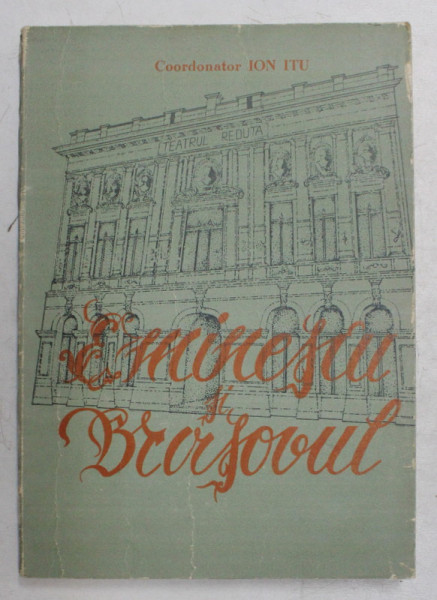 Coordonator ION ITU
TEATRUL REDUTA
Eminescu
și
Brașovul